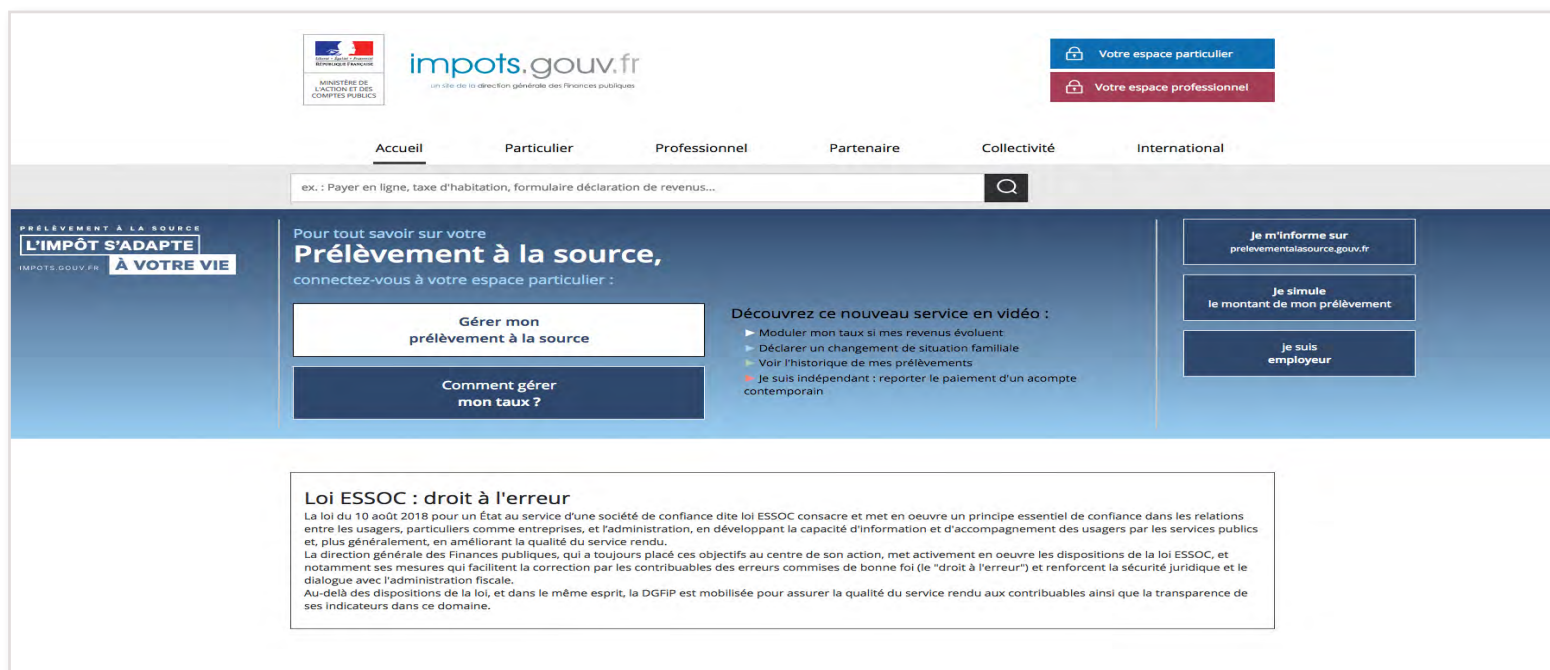 Liberté • Égalité • Fraternité
RÉPUBLIQUE FRANÇAISE
MINISTÈRE DE
L'ACTION ET DES
COMPTES PUBLICS
impots.gouv.fr
un site de la direction générale des Finances publiques
Votre espace particulier
Votre espace professionnel
Accueil Particulier Professionnel Partenaire Collectivité International
ex. : Payer en ligne, taxe d'habitation, formulaire déclaration de revenus...
PRÉLÈVEMENT À LA SOURCE
L'IMPÔT S'ADAPTE
IMPOTS.GOUV.FR À VOTRE VIE
Pour tout savoir sur votre
Prélèvement à la source,
connectez-vous à votre espace particulier :
Gérer mon
prélèvement à la source
Comment gérer
mon taux ?
Découvrez ce nouveau service en vidéo :
Moduler mon taux si mes revenus évoluent
Déclarer un changement de situation familiale
Voir l'historique de mes prélèvements
Je suis indépendant : reporter le paiement d'un acompte
contemporain
Je m'informe sur
prelevementalasource.gouv.fr
Je simule
le montant de mon prélèvement
je suis
employeur
Loi ESSOC : droit à l'erreur
La loi du 10 août 2018 pour un État au service d'une société de confiance dite loi ESSOC consacre et met en oeuvre un principe essentiel de confiance dans les relations
entre les usagers, particuliers comme entreprises, et l'administration, en développant la capacité d'information et d'accompagnement des usagers par les services publics
et, plus généralement, en améliorant la qualité du service rendu.
La direction générale des Finances publiques, qui a toujours placé ces objectifs au centre de son action, met activement en oeuvre les dispositions de la loi ESSOC, et
notamment ses mesures qui facilitent la correction par les contribuables des erreurs commises de bonne foi (le "droit à l'erreur") et renforcent la sécurité juridique et le
dialogue avec l'administration fiscale.
Au-delà des dispositions de la loi, et dans le même esprit, la DGFiP est mobilisée pour assurer la qualité du service rendu aux contribuables ainsi que la transparence de
ses indicateurs dans ce domaine.